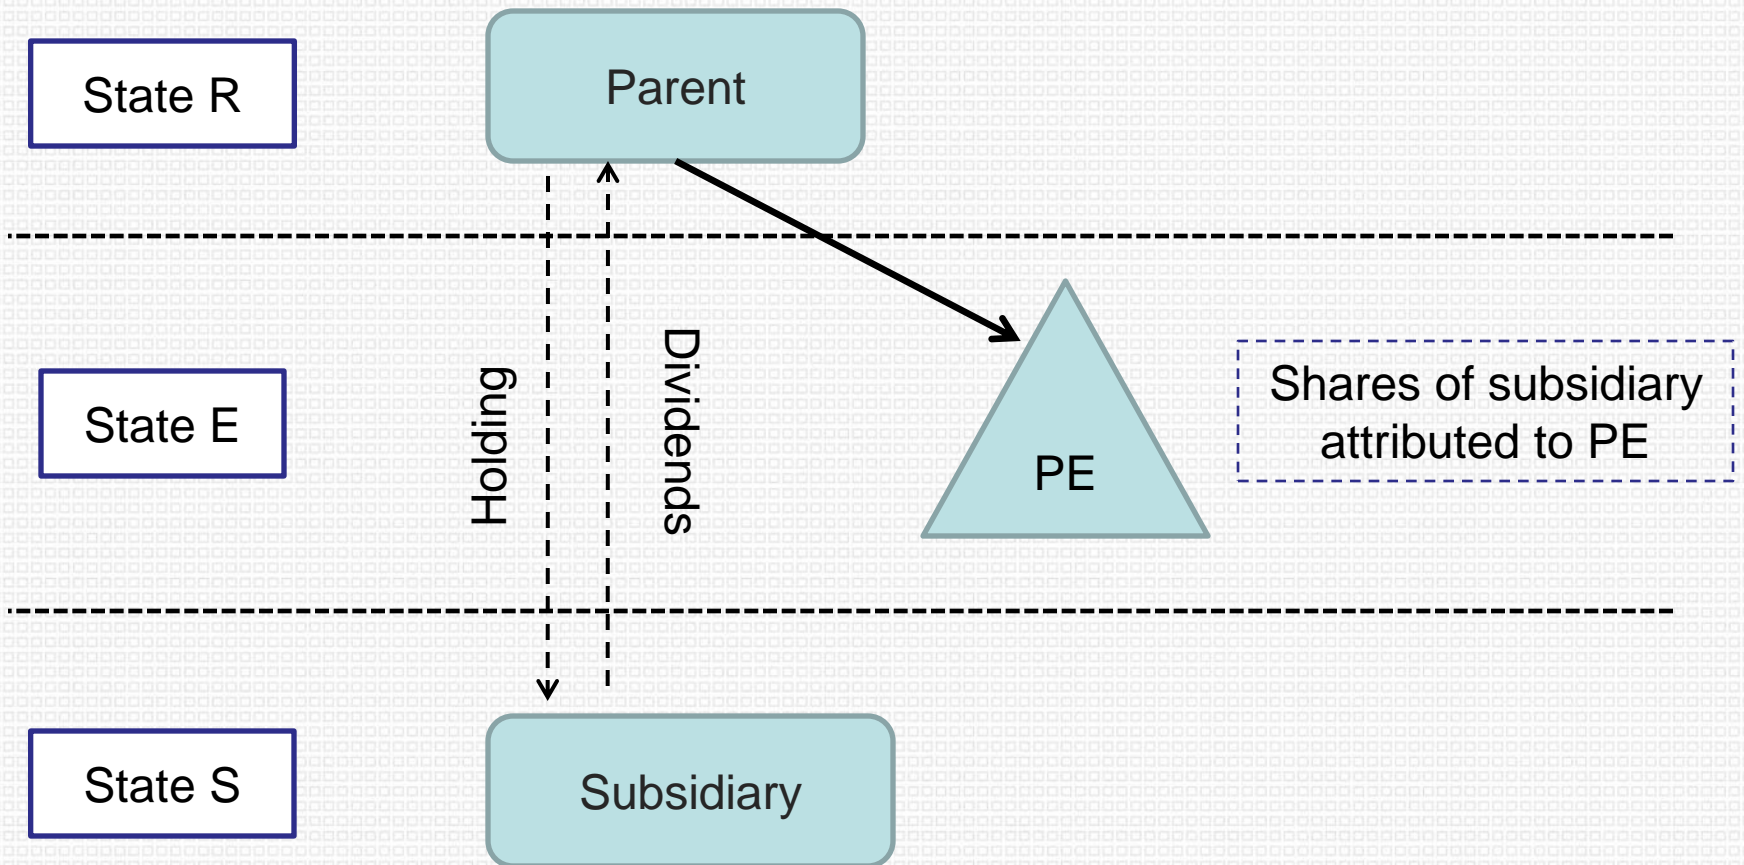 State R
Parent
State E
Holding
Dividends
PE
Shares of subsidiary
attributed to PE
State S
Subsidiary